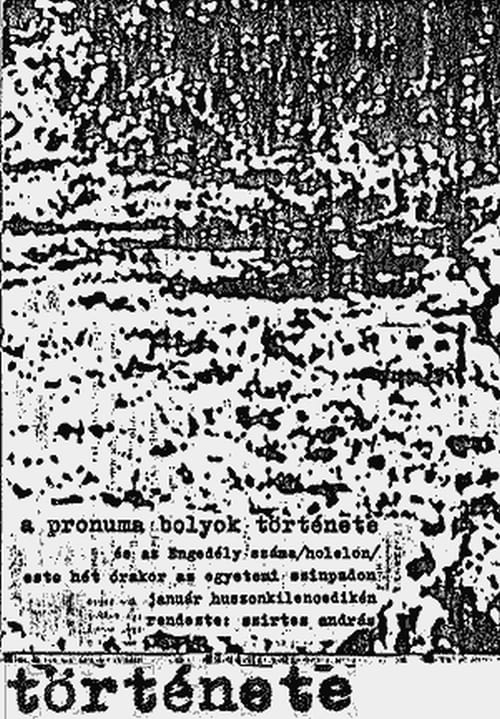 a pronuma bolyok története
és az Engedély száma/holelon/
este hét órakor az egyetemi szinpadon
január huszonkilencedikén
rendezte: szirtes andrás
története